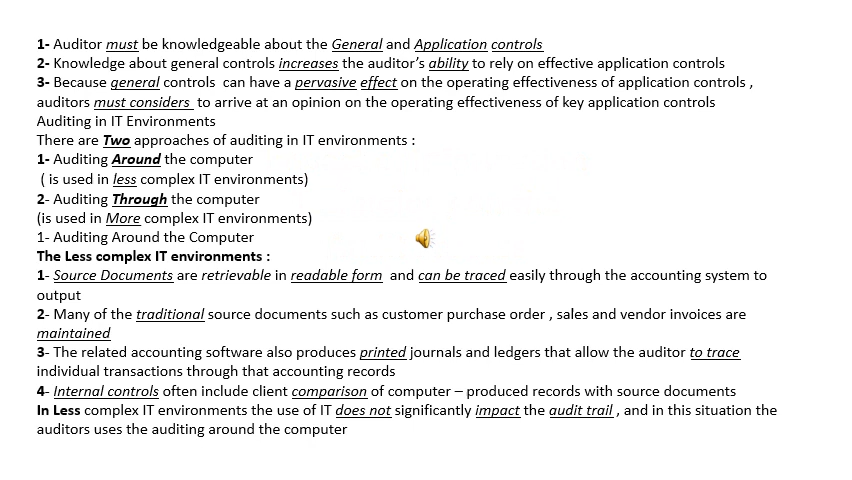 1- Auditor must be knowledgeable about the General and Application controls
2- Knowledge about general controls increases the auditor's ability to rely on effective application controls
3- Because general controls can have a pervasive effect on the operating effectiveness of application controls ,
auditors must considers to arrive at an opinion on the operating effectiveness of key application controls
Auditing in IT Environments
There are Two approaches of auditing in IT environments :
1- Auditing Around the computer
( is used in less complex IT environments)
2- Auditing Through the computer
(is used in More complex IT environments)
1- Auditing Around the Computer
The Less complex IT environments :
1- Source Documents are retrievable in readable form and can be traced easily through the accounting system to
output
2- Many of the traditional source documents such as customer purchase order , sales and vendor invoices are
maintained
3- The related accounting software also produces printed journals and ledgers that allow the auditor to trace
individual transactions through that accounting records
4- Internal controls often include client comparison of computer – produced records with source documents
In Less complex IT environments the use of IT does not significantly impact the audit trail , and in this situation the
auditors uses the auditing around the computer